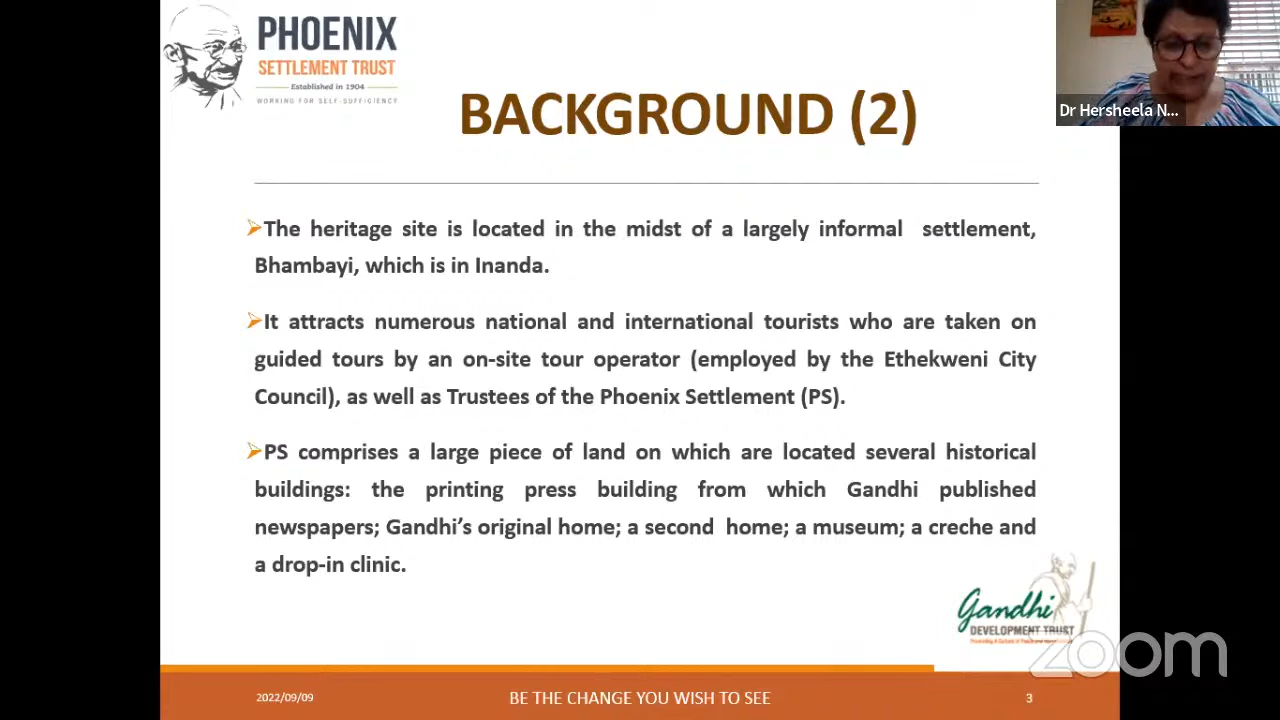 PHOENIX
SETTLEMENT TRUST
Established in 1904
WORKING FOR SELF-SUFFICIENCY
BACKGROUND (2)
Dr Hersheela N...
➢The heritage site is located in the midst of a largely informal settlement,
Bhambayi, which is in Inanda.
➢It attracts numerous national and international tourists who are taken on
guided tours by an on-site tour operator (employed by the Ethekweni City
Council), as well as Trustees of the Phoenix Settlement (PS).
➢PS comprises a large piece of land on which are located several historical
buildings: the printing press building from which Gandhi published
newspapers; Gandhi's original home; a second home; a museum; a creche and
a drop-in clinic.
Gandhi
DEVELOPMENT TRUST
zoom
2022/09/09
BE THE CHANGE YOU WISH TO SEE
3